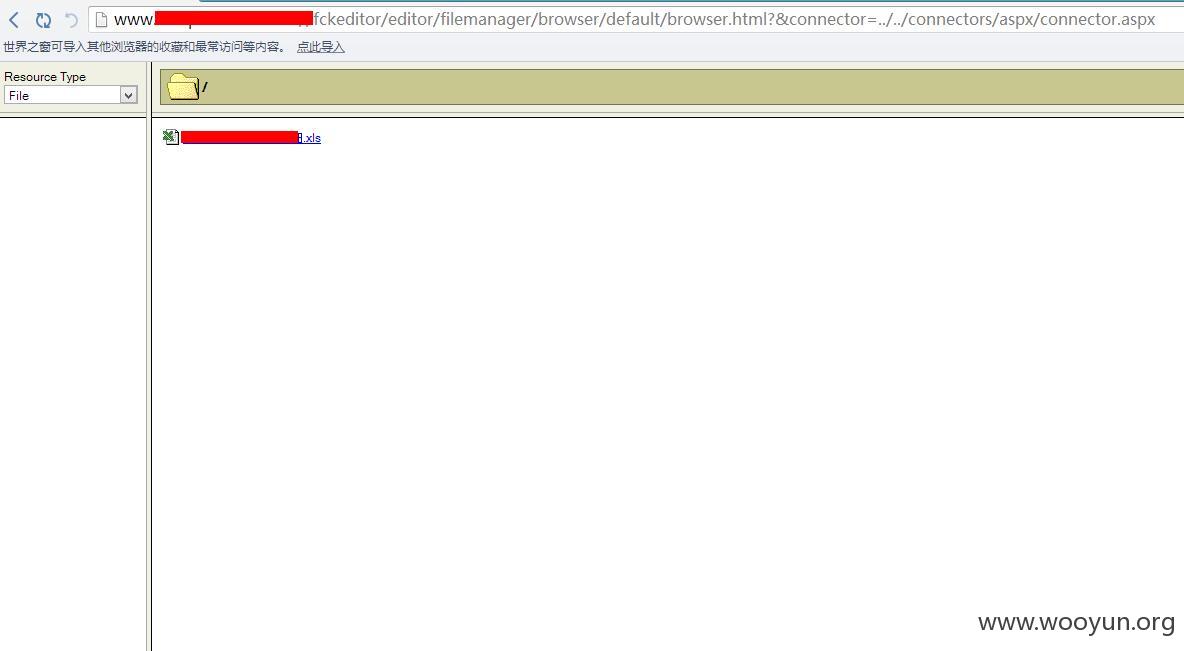 www. fckeditor/editor/filemanager/browser/default/browser.html?&connector=../../connectors/aspx/connector.aspx
世界之窗可导入其他浏览器的收藏和最常访问等内容。 点此导入
Resource Type
File
/
.xls
www.wooyun.org